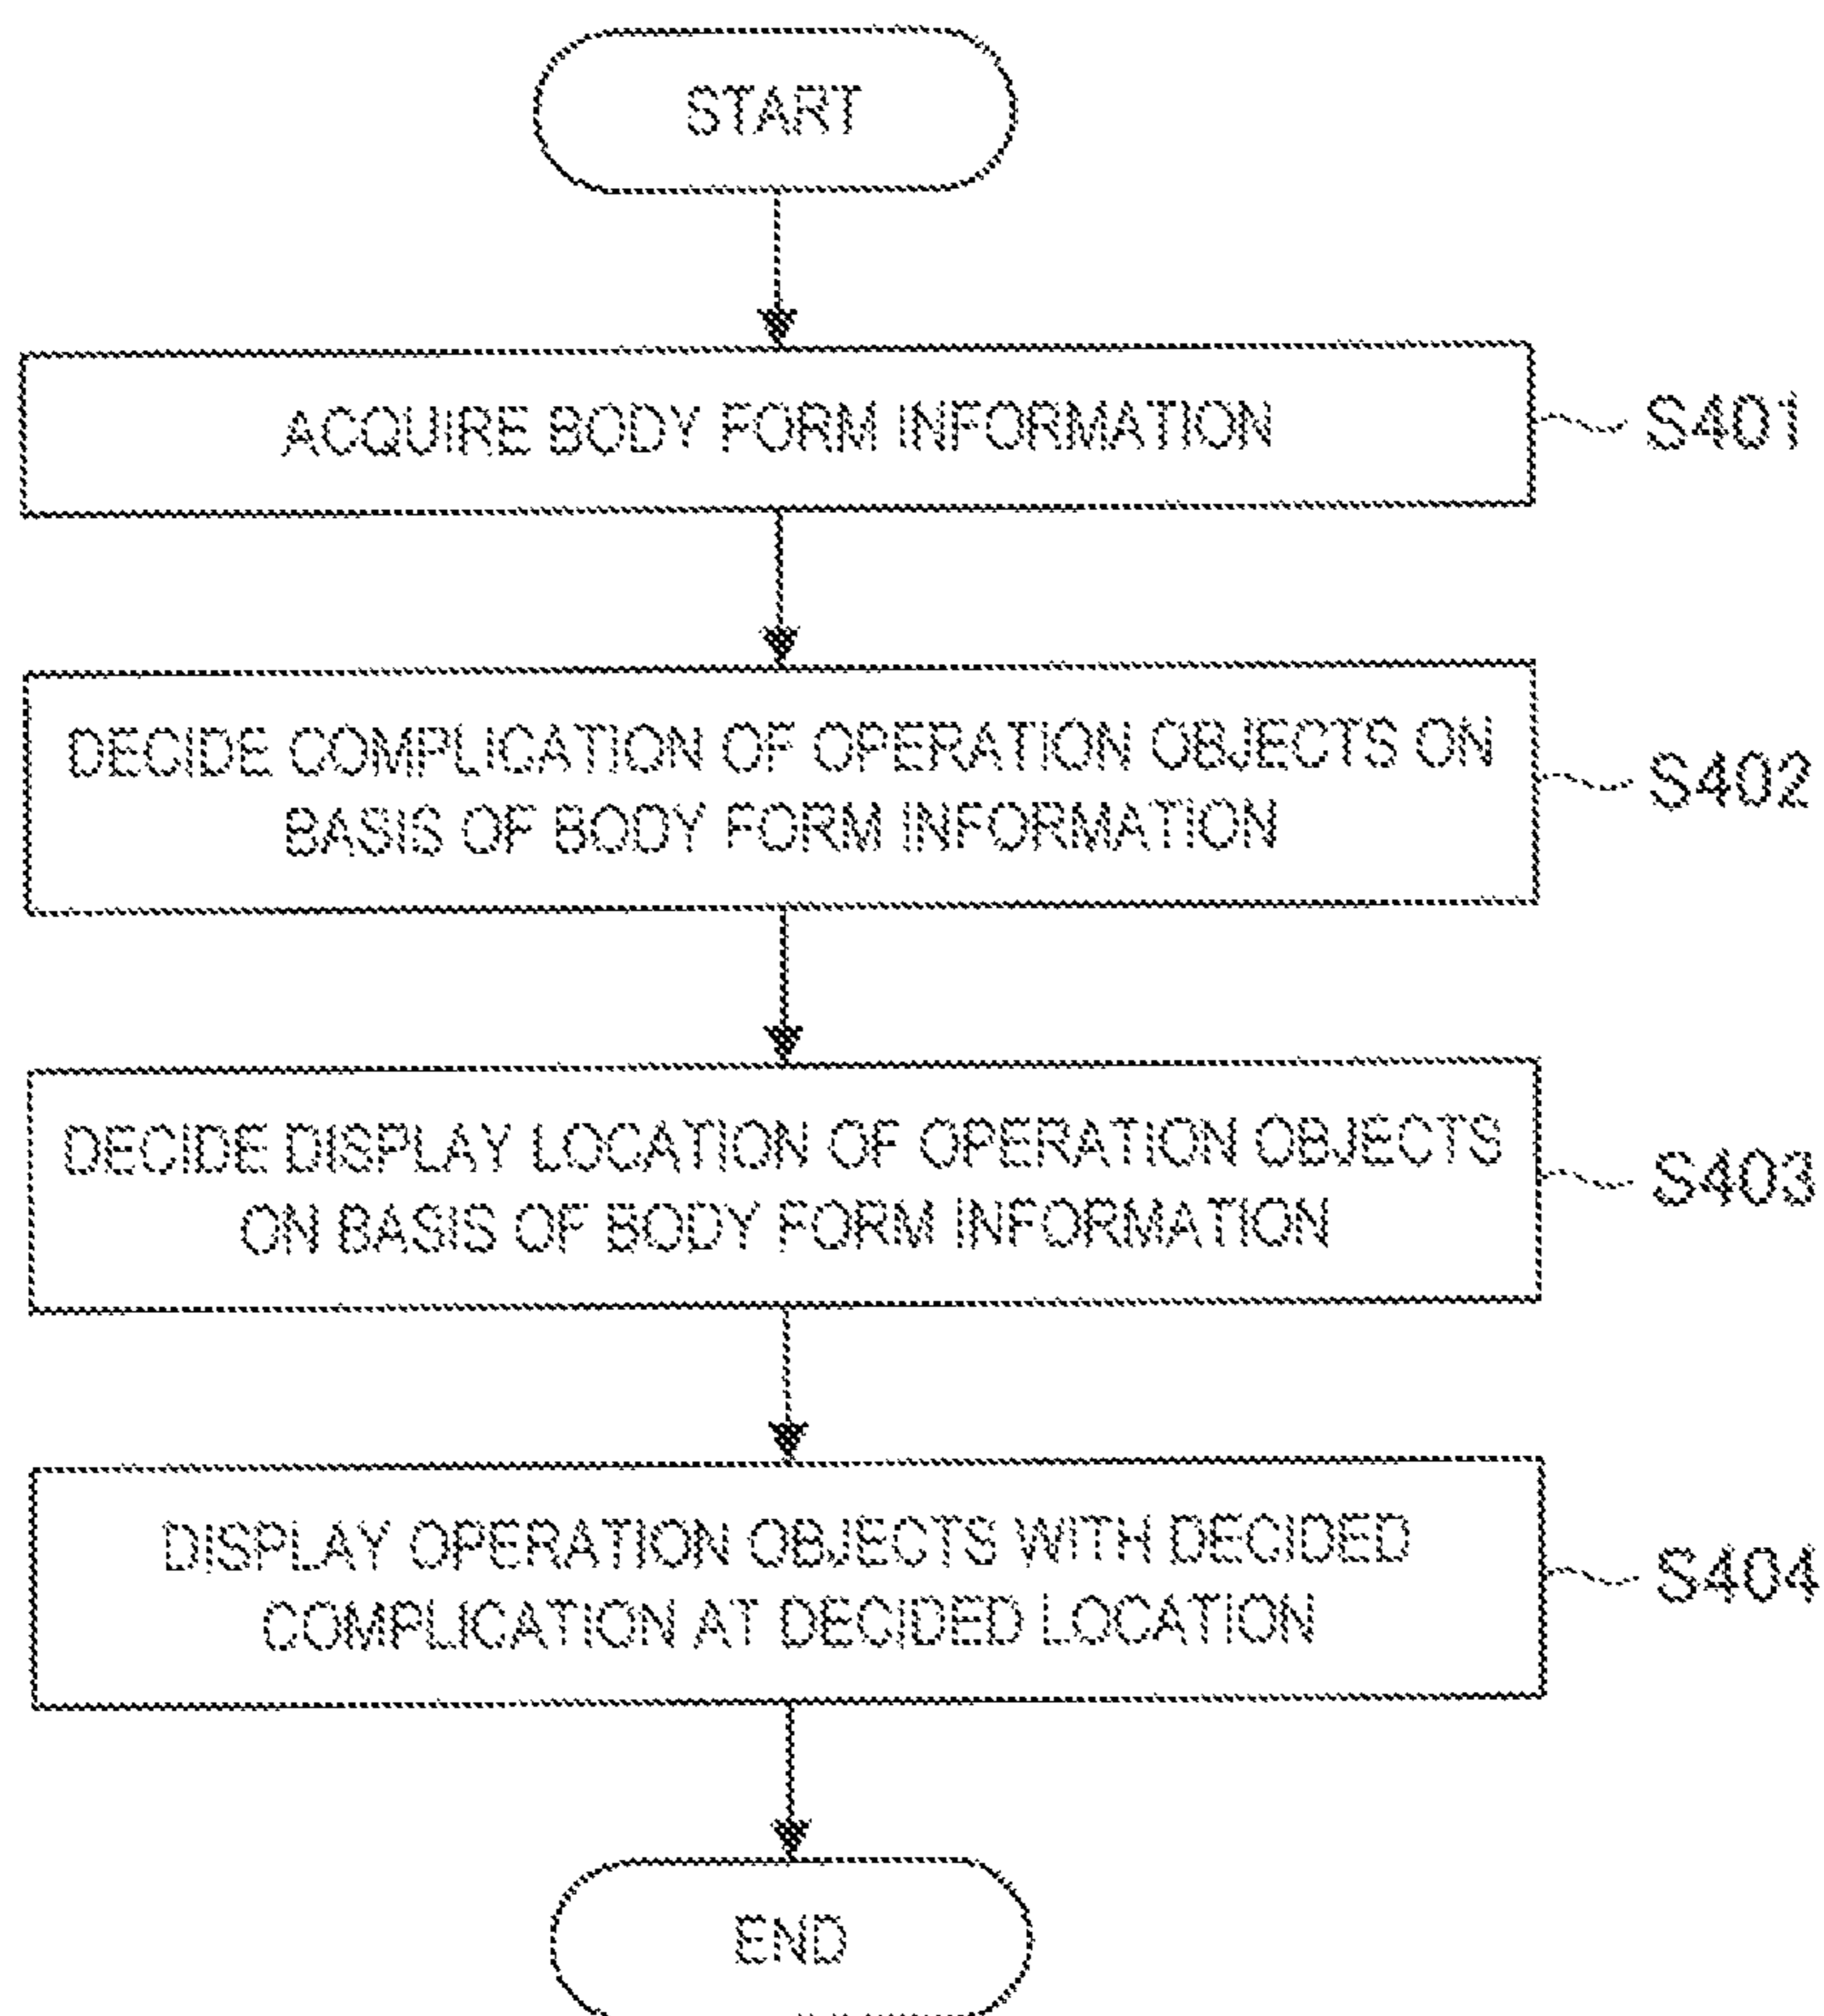 START
ACQUIRE BODY FORM INFORMATION
S401
DECIDE COMPLICATION OF OPERATION OBJECTS ON
BASIS OF BODY FORM INFORMATION
S402
DECIDE DISPLAY LOCATION OF OPERATION OBJECTS
ON BASIS OF BODY FORM INFORMATION
S403
DISPLAY OPERATION OBJECTS WITH DECIDED
COMPLICATION AT DECIDED LOCATION
S404
END